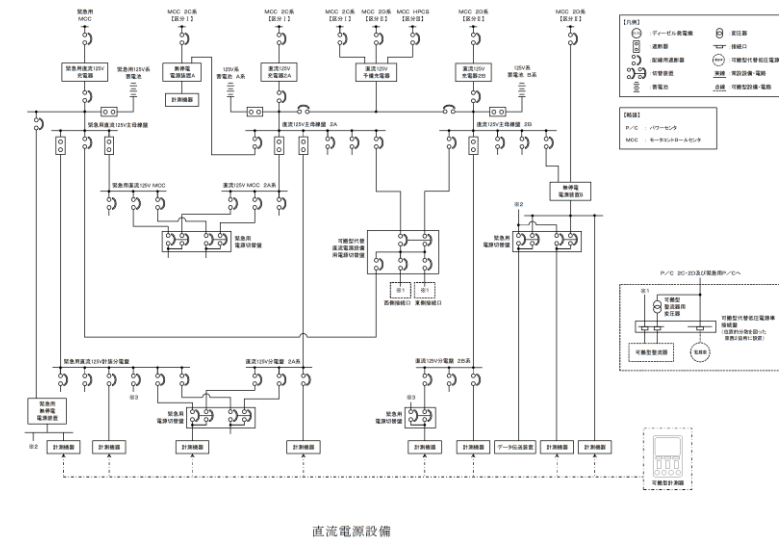 緊急用
MCC
MCC 2C系
【区分Ⅰ】
MCC 2C系
【区分Ⅰ】
MCC 2C系
【区分Ⅰ】
MCC 2D系
【区分Ⅱ】
MCC HPCS
【区分Ⅲ】
MCC 2D系
【区分Ⅱ】
MCC 2D系
【区分Ⅱ】
緊急用直流125V
充電器
緊急用125V系
蓄電池
無停電
電源装置A
計測機器
125V系
蓄電池 A系
直流125V
充電器2A
直流125V
予備充電器
直流125V
充電器2B
125V系
蓄電池 B系
緊急用直流125V主母線盤
直流125V主母線盤 2A
直流125V主母線盤 2B
緊急用直流125V MCC
直流125V MCC 2A系
緊急用
電源切替盤
可搬型代替
直流電源設備
用電源切替盤
※1
※1
西側接続口
東側接続口
無停電
電源装置B
※2
緊急用
電源切替盤
緊急用直流125V計装分電盤
直流125V分電盤 2A系
直流125V分電盤 2B系
※3
※3
緊急用
電源切替盤
緊急用
電源切替盤
緊急用
無停電
電源装置
※2
計測機器
計測機器
計測機器
計測機器
計測機器
計測機器
データ伝送装置
計測機器
計測機器
可搬型計測器
【凡例】
:ディーゼル発電機
:変圧器
:遮断器
:接続口
:配線用遮断器
:可搬型代替低圧電源車
:切替装置
実線 :常設設備・電路
:蓄電池
点線 :可搬型設備・電路
【略語】
P/C : パワーセンタ
MCC : モータコントロールセンタ
P/C 2C・2D及び緊急用P/Cへ
※1
可搬型
整流器用
変圧器
可搬型代替低圧電源車
接続盤
可搬型整流器
電源車
直流電源設備